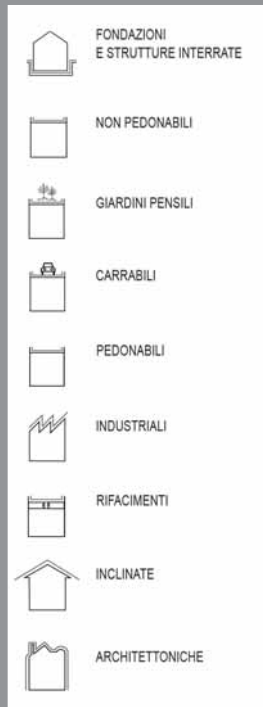 FONDAZIONI
E STRUTTURE INTERRATE
NON PEDONABILI
GIARDINI PENSILI
CARRABILI
PEDONABILI
INDUSTRIALI
RIFACIMENTI
INCLINATE
ARCHITETTONICHE